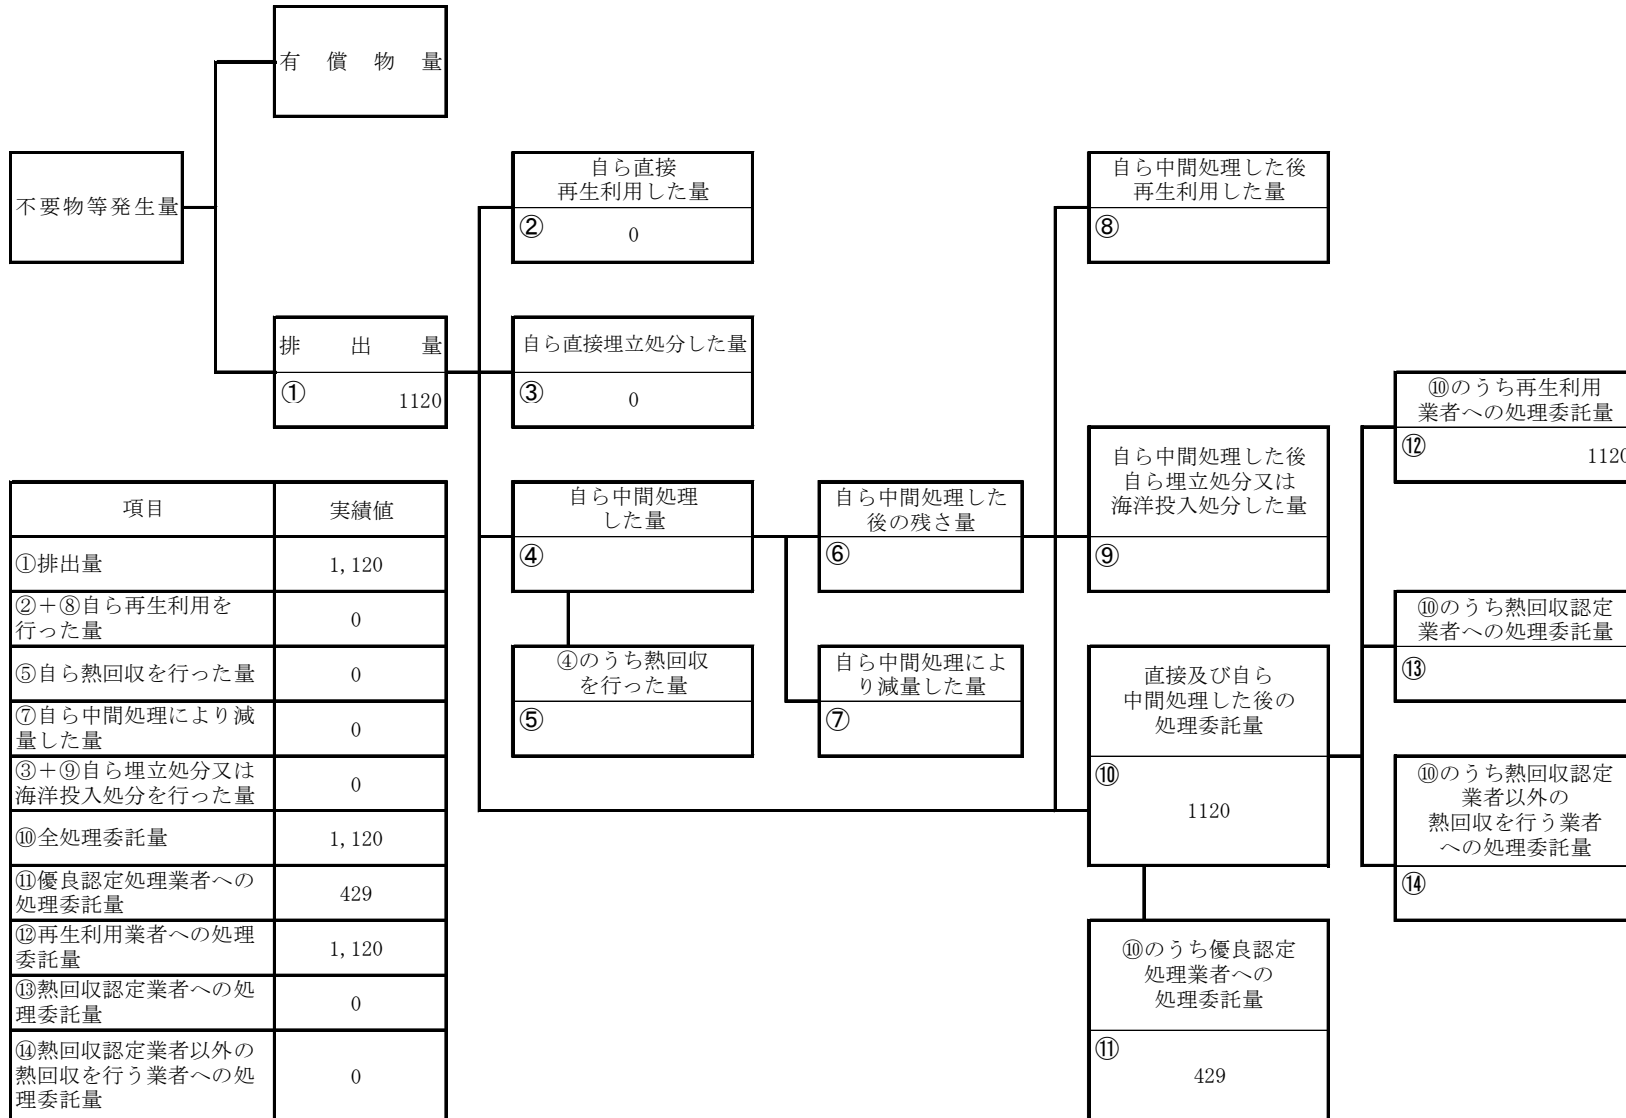 有償物量
不要物等発生量
自ら直接
再生利用した量
②
0
自ら中間処理した後
再生利用した量
⑧
排出量
①
1120
自ら直接埋立処分した量
③
0
⑩のうち再生利用
業者への処理委託量
⑫
1120
自ら中間処理した後
自ら埋立処分又は
海洋投入処分した量
⑨
自ら中間処理
した量
④
自ら中間処理した
後の残さ量
⑥
④のうち熱回収
を行った量
⑤
自ら中間処理によ
り減量した量
⑦
直接及び自ら
中間処理した後の
処理委託量
⑩
1120
⑩のうち熱回収認定
業者への処理委託量
⑬
⑩のうち熱回収認定
業者以外の
熱回収を行う業者
への処理委託量
⑭
⑩のうち優良認定
処理業者への
処理委託量
⑪
429
項目 実績値
①排出量 1,120
②＋⑧自ら再生利用を
行った量 0
⑤自ら熱回収を行った量 0
⑦自ら中間処理により減
量した量 0
③＋⑨自ら埋立処分又は
海洋投入処分を行った量 0
⑩全処理委託量 1,120
⑪優良認定処理業者への
処理委託量 429
⑫再生利用業者への処理
委託量 1,120
⑬熱回収認定業者への処
理委託量 0
⑭熱回収認定業者以外の
熱回収を行う業者への処
理委託量 0